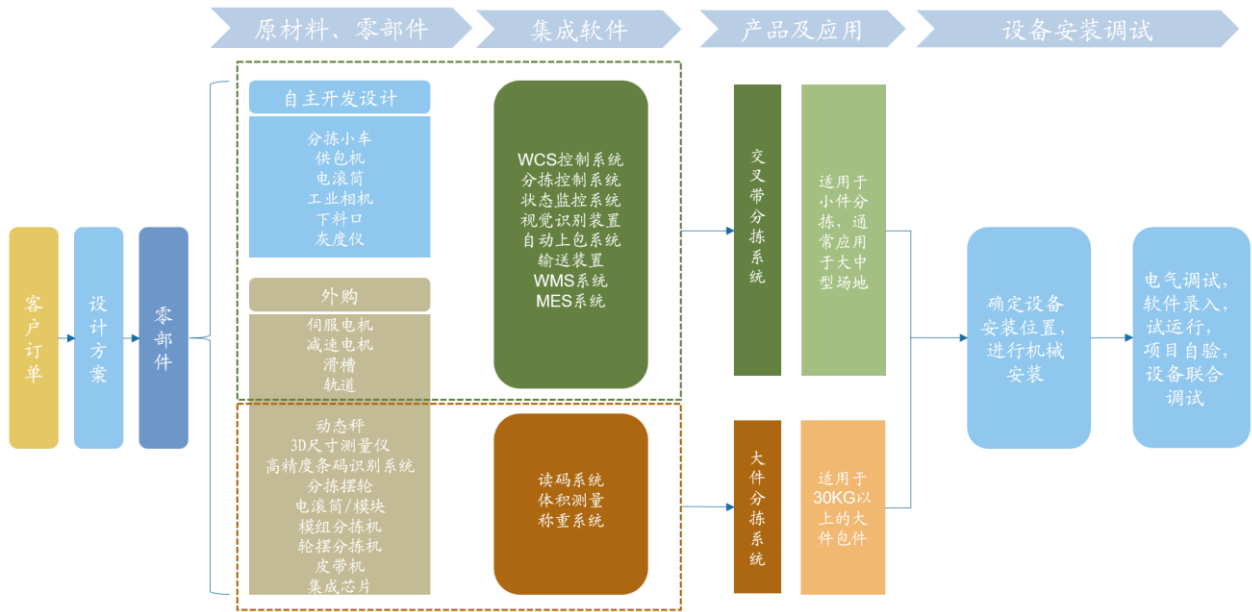 原材料、零部件
集成软件
产品及应用
设备安装调试
客户订单
设计方案
零部件
自主开发设计
分拣小车
供包机
电滚筒
工业相机
下料口
灰度仪
外购
伺服电机
减速电机
滑槽
轨道
动态秤
3D尺寸测量仪
高精度条码识别系统
分拣摆轮
电滚筒/模块
模组分拣机
轮摆分拣机
皮带机
集成芯片
WCS控制系统
分拣控制系统
状态监控系统
视觉识别装置
自动上包系统
输送装置
WMS系统
MES系统
读码系统
体积测量
称重系统
交叉带分拣系统
适用于
小件分
拣，通
常应用
于大中
型场地
大件分拣系统
适用于
30KG以
上的大
件包件
确定设备
安装位置，
进行机械
安装
电气调试，
软件录入，
试运行，
项目自验，
设备联合
调试